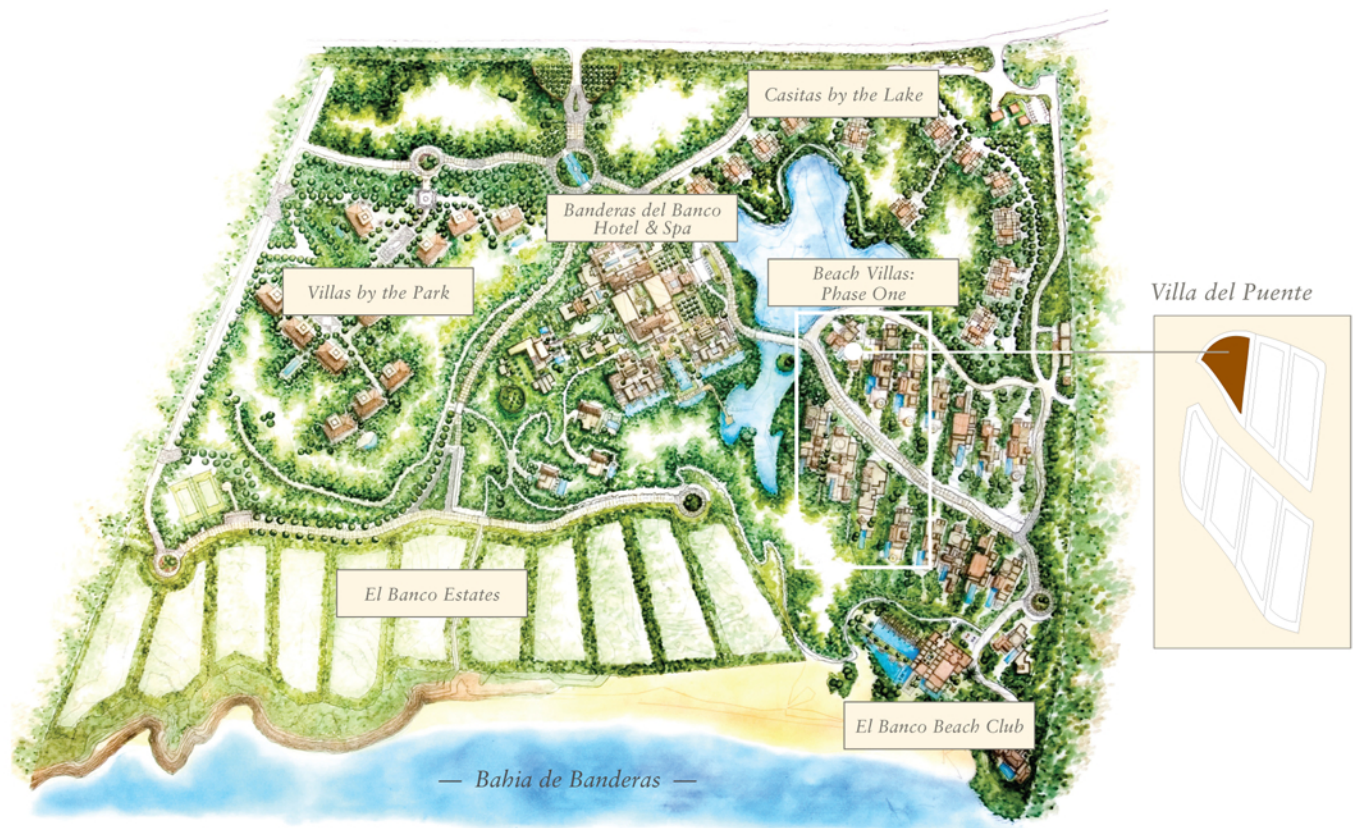 Casitas by the Lake
Banderas del Banco
Hotel & Spa
Beach Villas:
Phase One
Villas by the Park
Villa del Puente
El Banco Estates
El Banco Beach Club
— Bahia de Banderas —